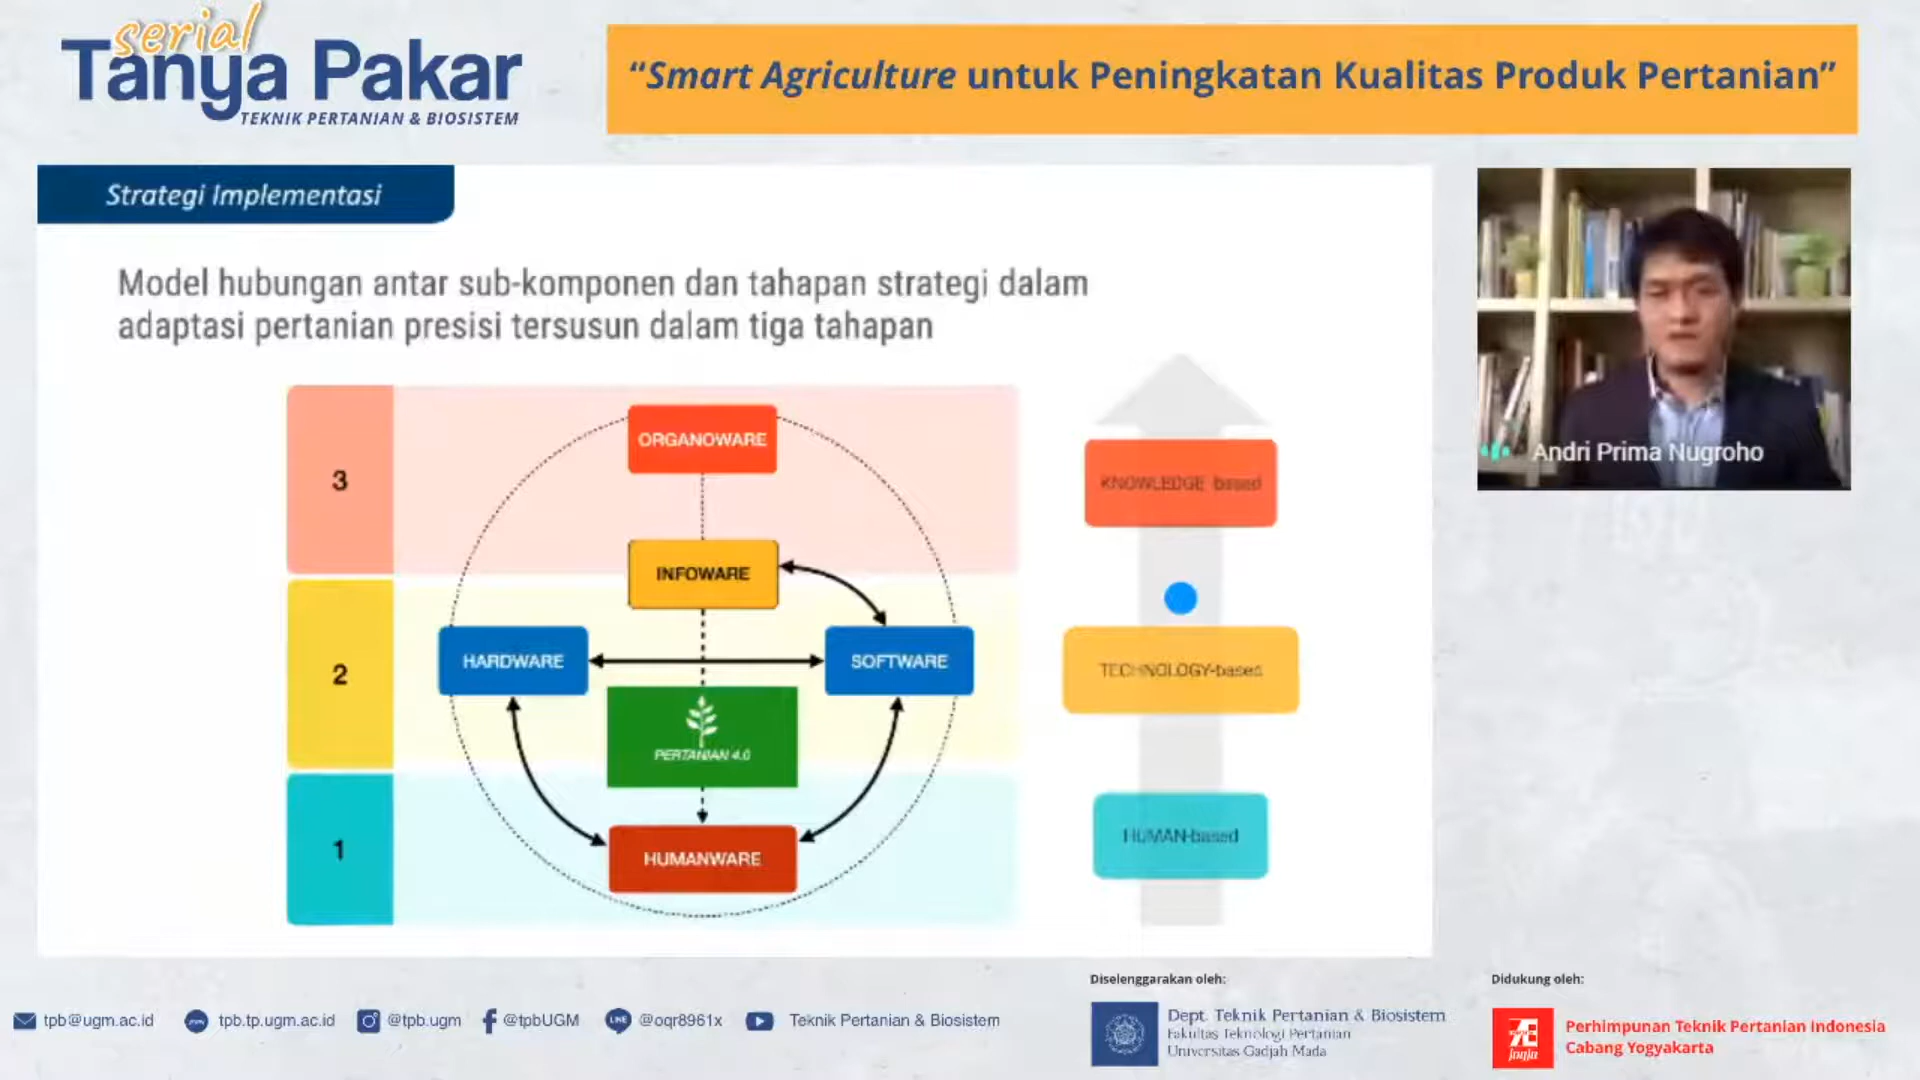 serial
Tanya Pakar
TEKNIK PERTANIAN & BIOSISTEM
“Smart Agriculture untuk Peningkatan Kualitas Produk Pertanian”
Strategi Implementasi
Model hubungan antar sub-komponen dan tahapan strategi dalam
adaptasi pertanian presisi tersusun dalam tiga tahapan
3
ORGANOWARE
INFOWARE
2
HARDWARE
SOFTWARE
PERTANIAN 4.0
1
HUMANWARE
KNOWLEDGE-based
TECHNOLOGY-based
HUMAN-based
Andri Prima Nugroho
tpb@ugm.ac.id
tpb.tp.ugm.ac.id
@tpb.ugm
@tpbUGM
LINE
@oqr8961x
Teknik Pertanian & Biosistem
Diselenggarakan oleh:
Dept. Teknik Pertanian & Biosistem
Fakultas Teknologi Pertanian
Universitas Gadjah Mada
Didukung oleh:
jogja
Perhimpunan Teknik Pertanian Indonesia
Cabang Yogyakarta